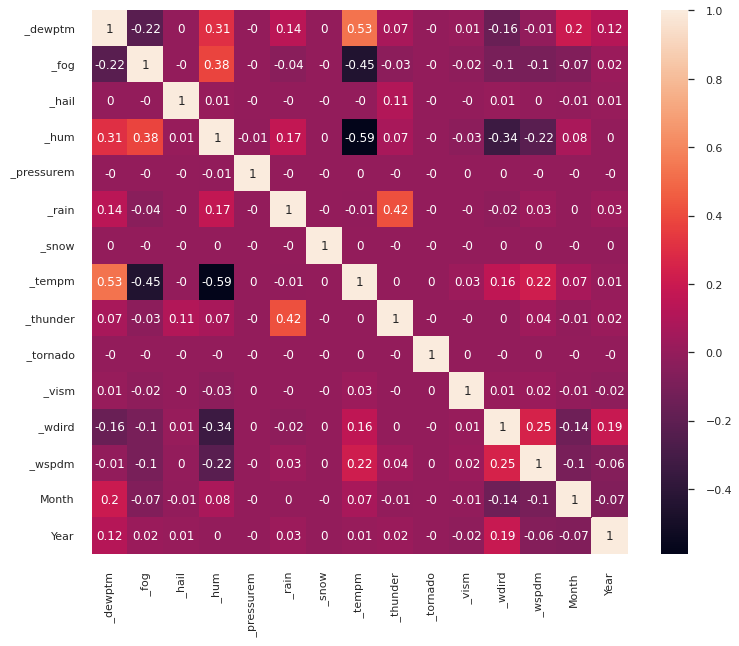 _dewptm 1 -0.22 0 0.31 -0 0.14 0 0.53 0.07 -0 0.01 -0.16 -0.01 0.2 0.12
_fog -0.22 1 -0 0.38 -0 -0.04 -0 -0.45 -0.03 -0 -0.02 -0.1 -0.1 -0.07 0.02
_hail 0 -0 1 0.01 -0 -0 -0 -0 0.11 -0 -0 0.01 0 -0.01 0.01
_hum 0.31 0.38 0.01 1 -0.01 0.17 0 -0.59 0.07 -0 -0.03 -0.34 -0.22 0.08 0
_pressurem -0 -0 -0 -0.01 1 -0 -0 0 -0 -0 0 0 -0 -0 -0
_rain 0.14 -0.04 -0 0.17 -0 1 -0 -0.01 0.42 -0 -0 -0.02 0.03 0 0.03
_snow 0 -0 -0 0 -0 -0 1 0 -0 -0 -0 0 0 -0 0
_tempm 0.53 -0.45 -0 -0.59 0 -0.01 0 1 0 0 0.03 0.16 0.22 0.07 0.01
_thunder 0.07 -0.03 0.11 0.07 -0 0.42 -0 0 1 -0 -0 0 0.04 -0.01 0.02
_tornado -0 -0 -0 -0 -0 -0 -0 0 -0 1 0 -0 0 -0 -0
_vism 0.01 -0.02 -0 -0.03 0 -0 -0 0.03 -0 0 1 0.01 0.02 -0.01 -0.02
_wdird -0.16 -0.1 0.01 -0.34 0 -0.02 0 0.16 0 -0 0.01 1 0.25 -0.14 0.19
_wspdm -0.01 -0.1 0 -0.22 -0 0.03 0 0.22 0.04 0 0.02 0.25 1 -0.1 -0.06
Month 0.2 -0.07 -0.01 0.08 -0 0 -0 0.07 -0.01 -0 -0.01 -0.14 -0.1 1 -0.07
Year 0.12 0.02 0.01 0 -0 0.03 0 0.01 0.02 -0 -0.02 0.19 -0.06 -0.07 1
_dewptm _fog _hail _hum _pressurem _rain _snow _tempm _thunder _tornado _vism _wdird _wspdm Month Year
1.0
0.8
0.6
0.4
0.2
0.0
−0.2
−0.4